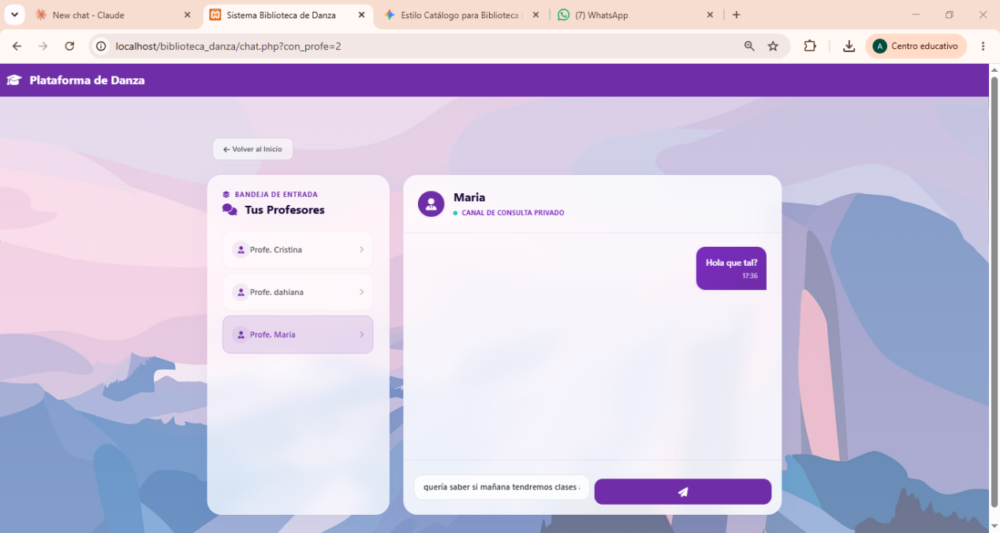 New chat - Claude
Sistema Biblioteca de Danza
Estilo Catálogo para Biblioteca
(7) WhatsApp
localhost/biblioteca_danza/chat.php?con_profe=2
A
Centro educativo
Plataforma de Danza
Volver al Inicio
BANDEJA DE ENTRADA
Tus Profesores
Profe. Cristina
Profe. dahiana
Profe. Maria
Maria
CANAL DE CONSULTA PRIVADO
Hola que tal?
17:36
quería saber si mañana tendremos clases